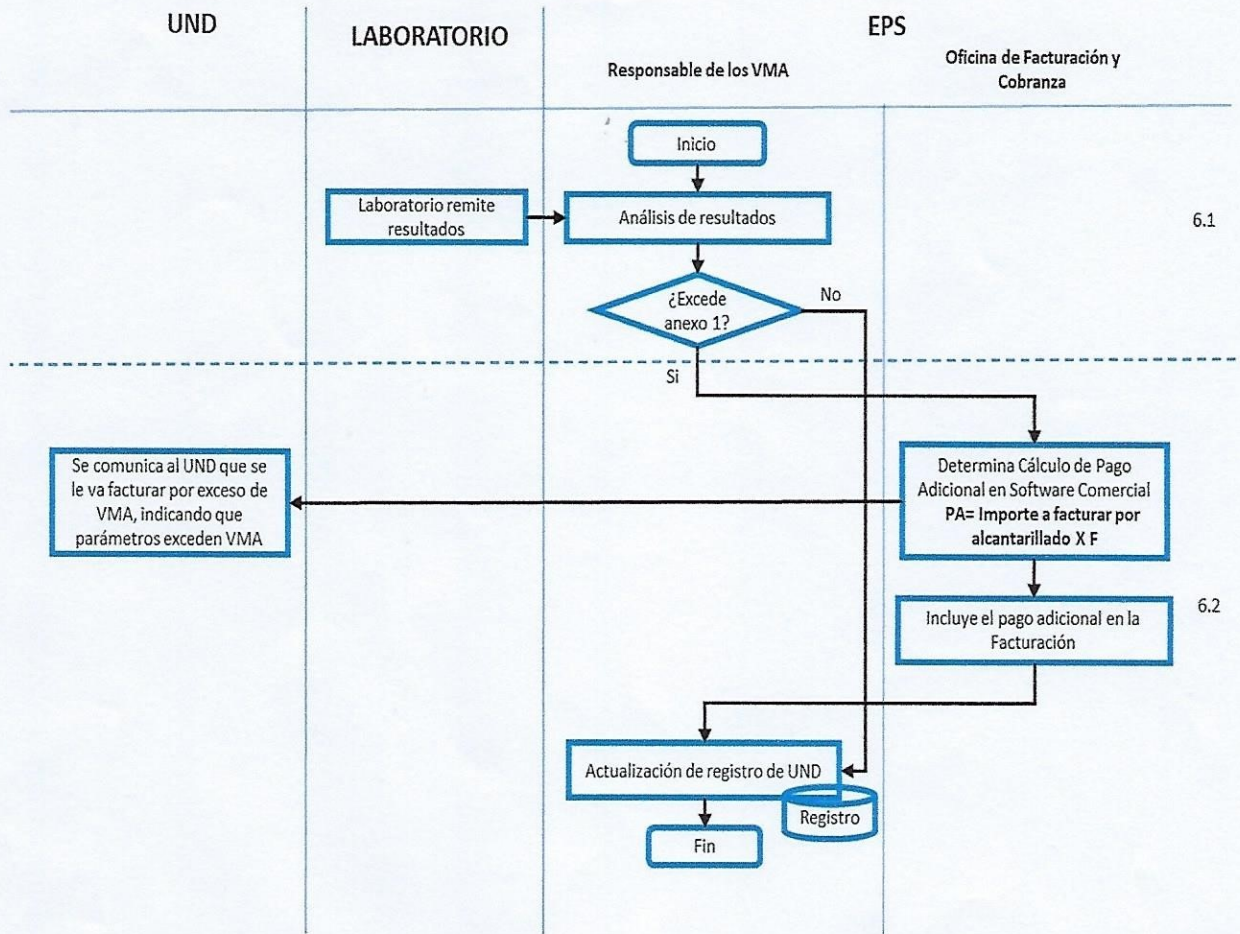 UND
LABORATORIO
EPS
Responsable de los VMA
Oficina de Facturación y
Cobranza
Inicio
Laboratorio remite
resultados
Análisis de resultados
6.1
¿Excede
anexo 1?
No
Si
Se comunica al UND que se
le va facturar por exceso de
VMA, indicando que
parámetros exceden VMA
Determina Cálculo de Pago
Adicional en Software Comercial
PA= Importe a facturar por
alcantarillado X F
6.2
Incluye el pago adicional en la
Facturación
Actualización de registro de UND
Registro
Fin